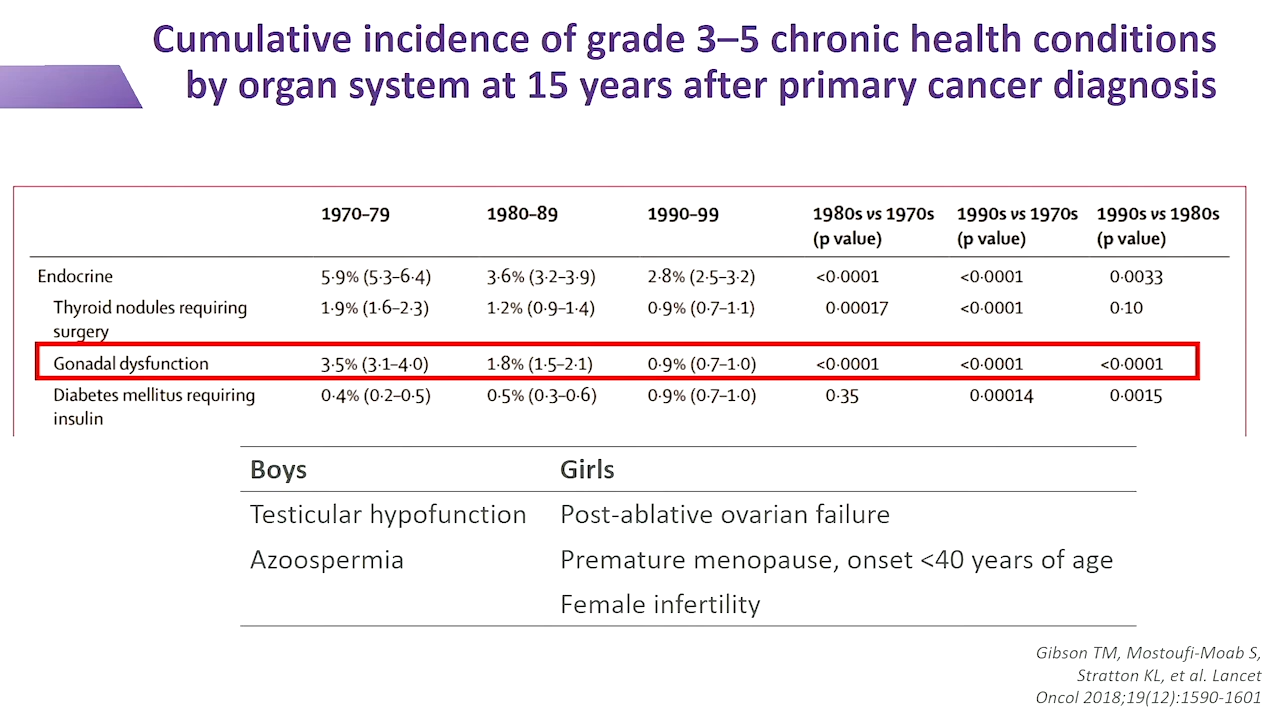 Cumulative incidence of grade 3–5 chronic health conditions
by organ system at 15 years after primary cancer diagnosis
1970–79 1980–89 1990–99 1980s vs 1970s 1990s vs 1970s 1990s vs 1980s
(p value) (p value) (p value)
Endocrine 5·9% (5·3–6·4) 3·6% (3·2–3·9) 2·8% (2·5–3·2) <0·0001 <0·0001 0·0033
Thyroid nodules requiring 1·9% (1·6–2·3) 1·2% (0·9–1·4) 0·9% (0·7–1·1) 0·00017 <0·0001 0·10
surgery
Gonadal dysfunction 3·5% (3·1–4·0) 1·8% (1·5–2·1) 0·9% (0·7–1·0) <0·0001 <0·0001 <0·0001
Diabetes mellitus requiring 0·4% (0·2–0·5) 0·5% (0·3–0·6) 0·9% (0·7–1·0) 0·35 0·00014 0·0015
insulin
Boys Girls
Testicular hypofunction Post-ablative ovarian failure
Azoospermia Premature menopause, onset <40 years of age
Female infertility
Gibson TM, Mostoufi-Moab S,
Stratton KL, et al. Lancet
Oncol 2018;19(12):1590-1601